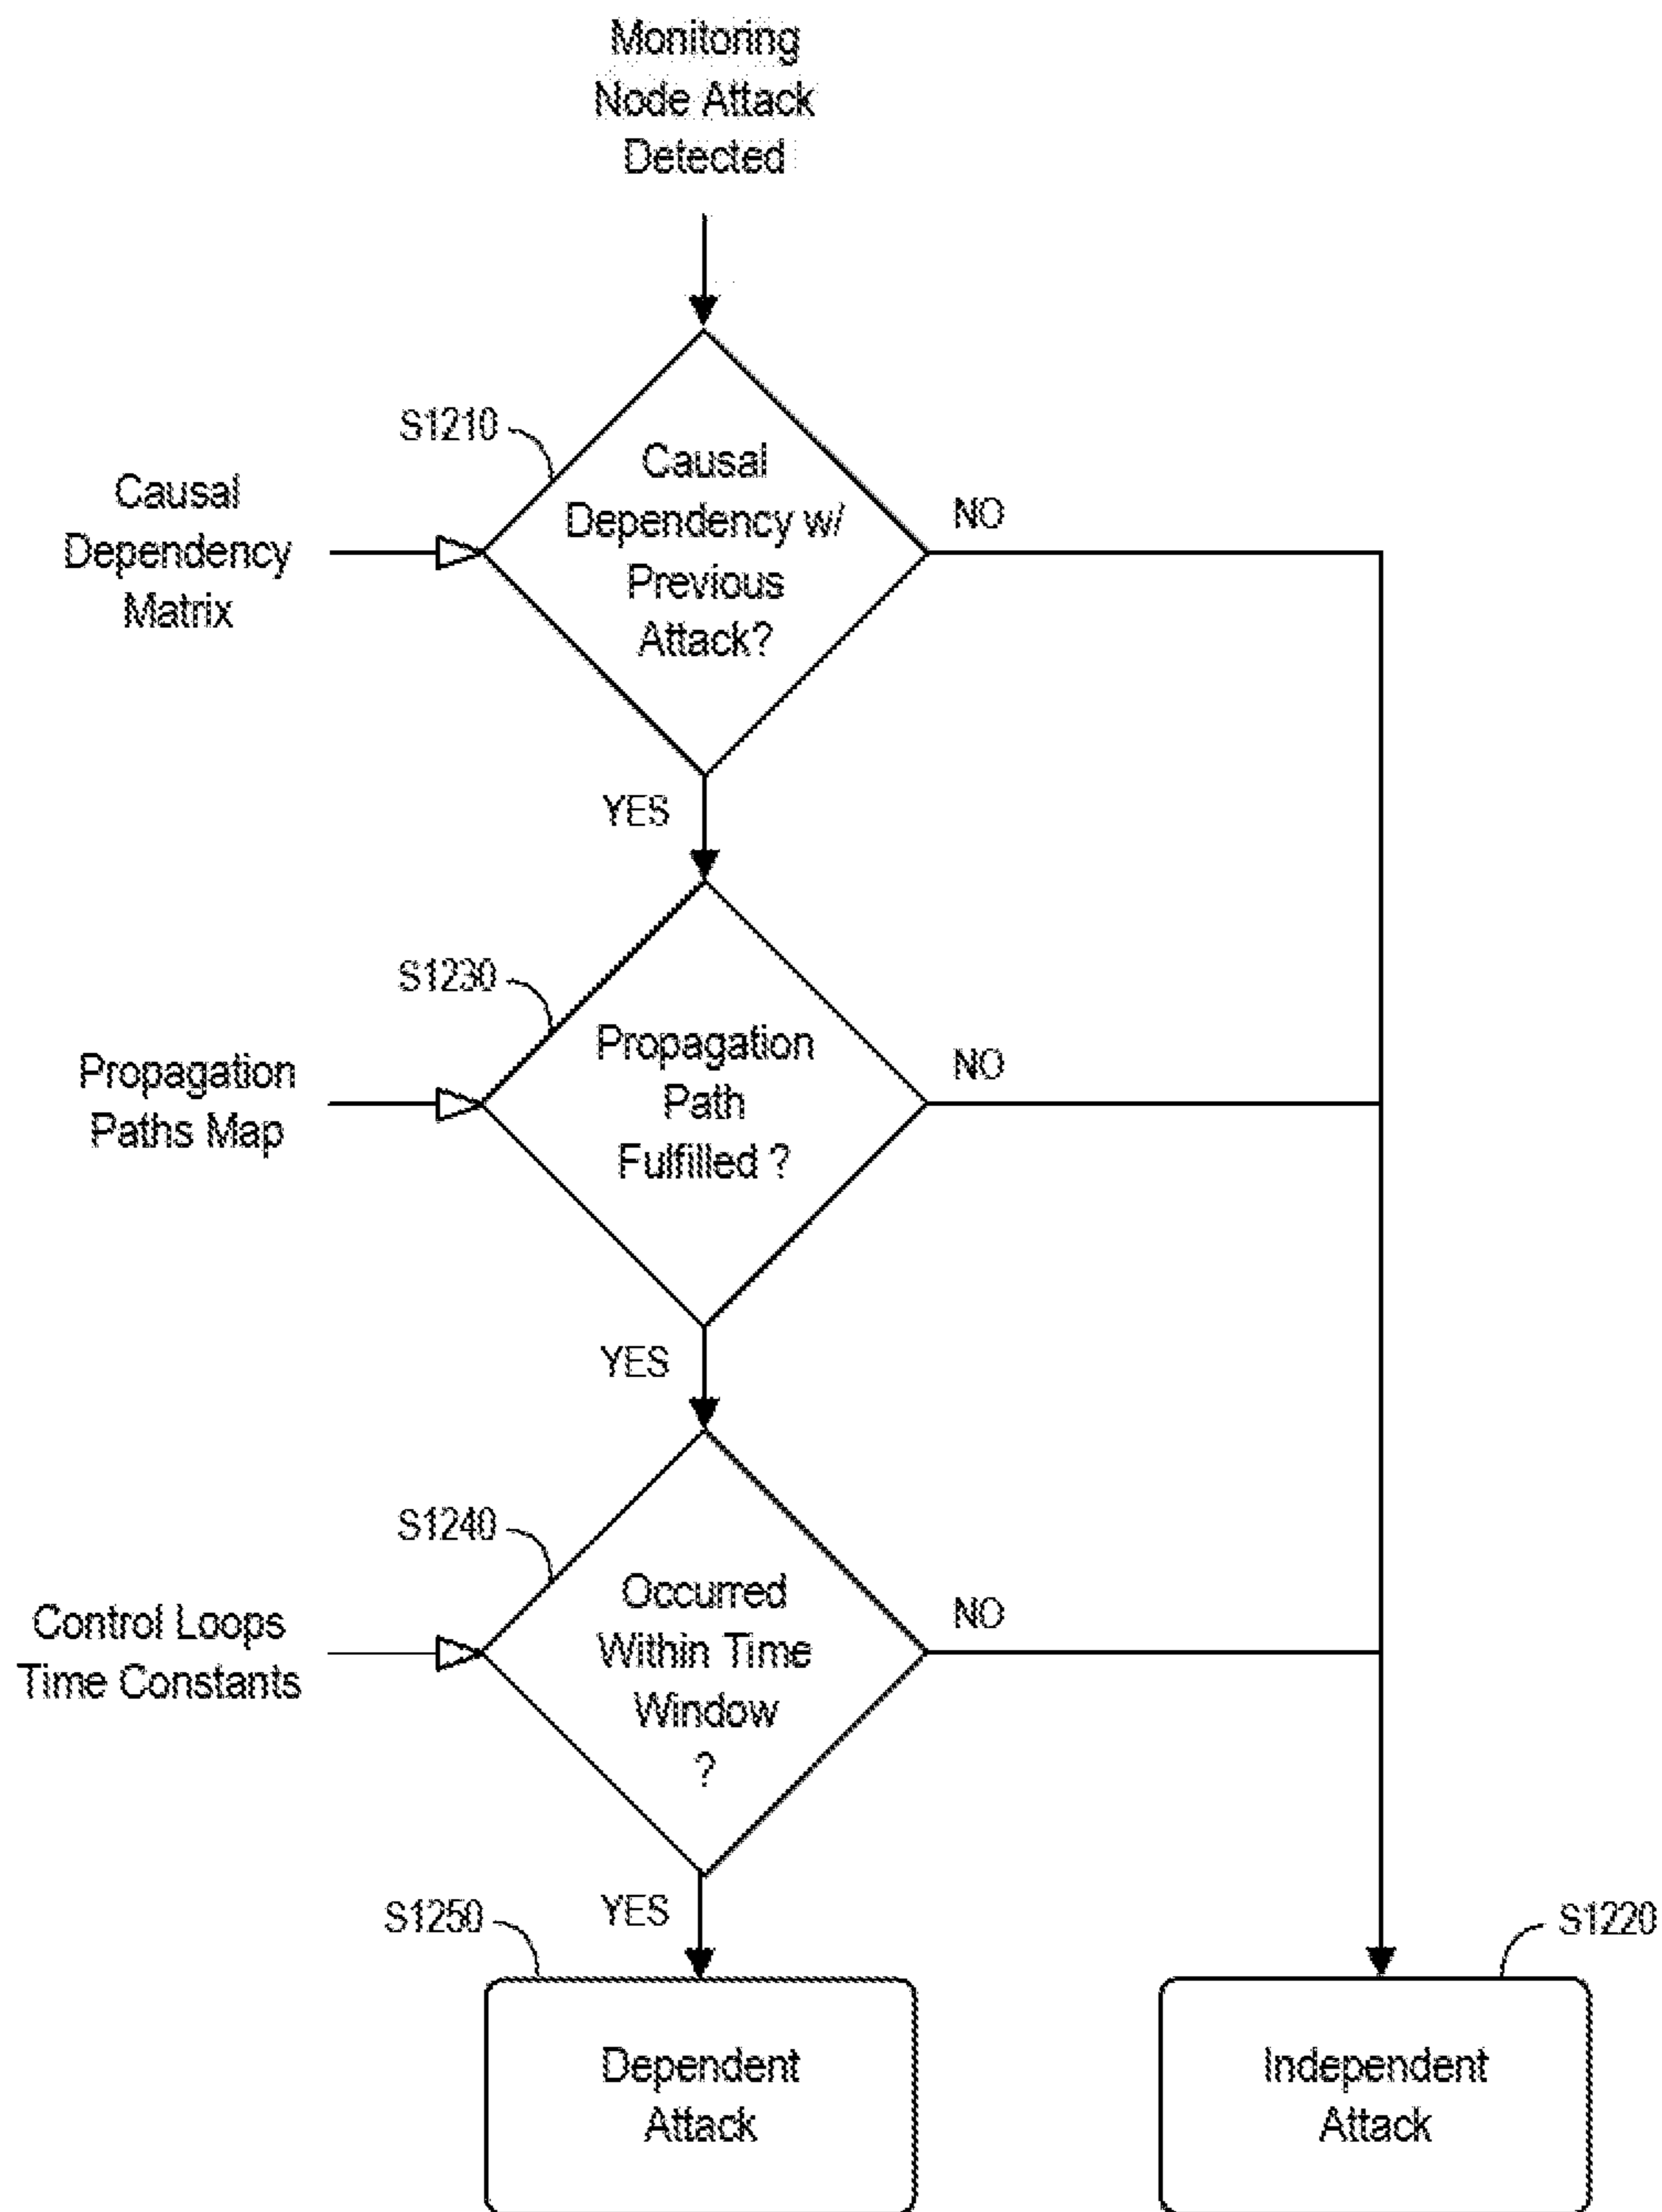 Monitoring
Node Attack
Detected
S1210
Causal
Dependency
Matrix
Causal
Dependency w/
Previous
Attack?
NO
YES
S1230
Propagation
Paths Map
Propagation
Path
Fulfilled ?
NO
YES
S1240
Control Loops
Time Constants
Occurred
Within Time
Window
?
NO
YES
S1250
S1220
Dependent
Attack
Independent
Attack